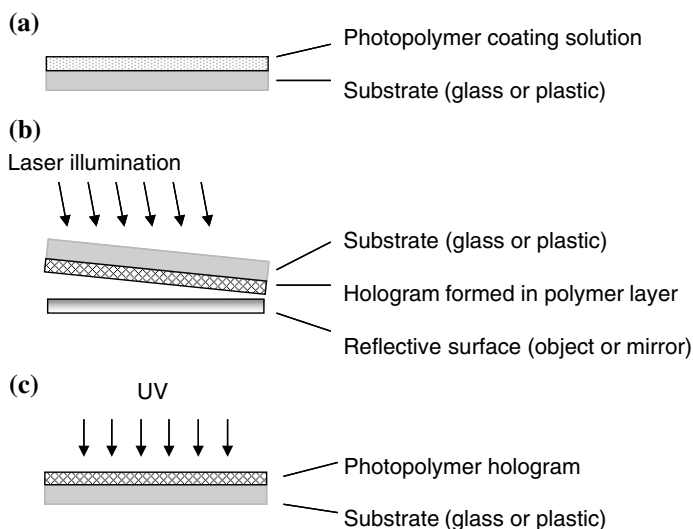 (a)
Photopolymer coating solution
Substrate (glass or plastic)
(b)
Laser illumination
Substrate (glass or plastic)
Hologram formed in polymer layer
Reflective surface (object or mirror)
(c)
UV
Photopolymer hologram
Substrate (glass or plastic)